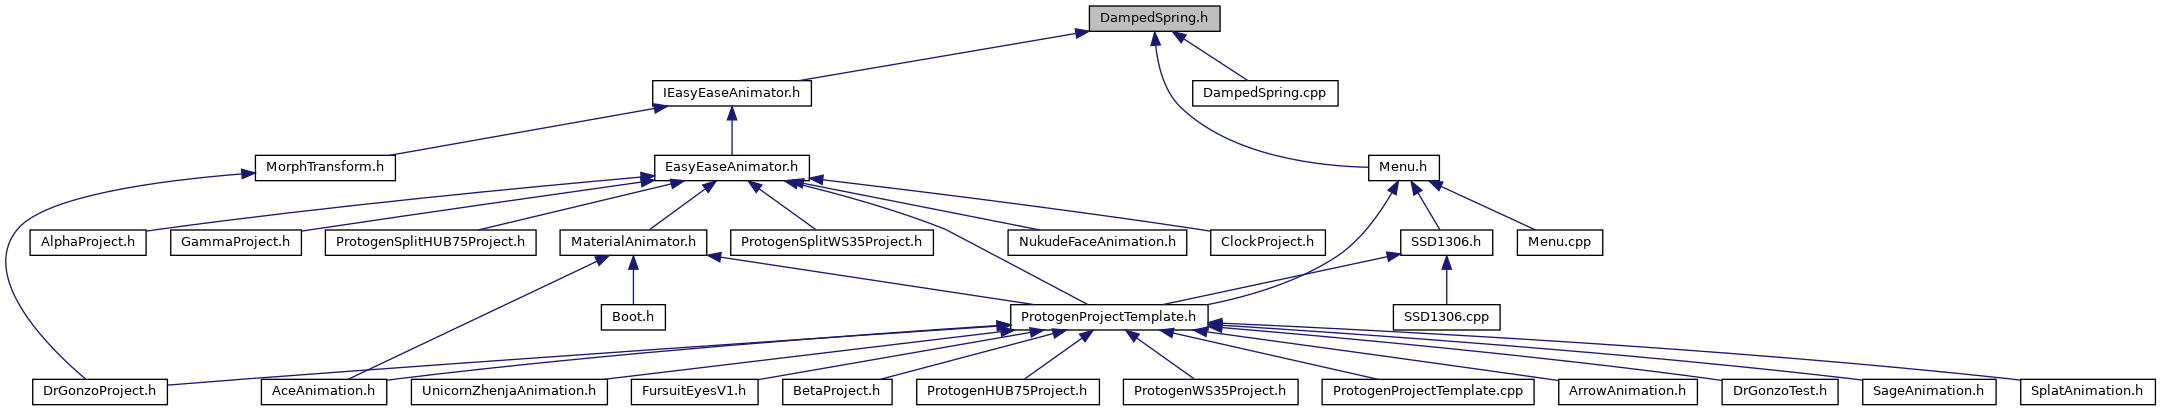 DampedSpring.h
IEasyEaseAnimator.h
DampedSpring.cpp
MorphTransform.h
EasyEaseAnimator.h
Menu.h
AlphaProject.h
GammaProject.h
ProtogenSplitHUB75Project.h
MaterialAnimator.h
ProtogenSplitWS35Project.h
NukudeFaceAnimation.h
ClockProject.h
SSD1306.h
Menu.cpp
Boot.h
ProtogenProjectTemplate.h
SSD1306.cpp
DrGonzoProject.h
AceAnimation.h
UnicornZhenjaAnimation.h
FursuitEyesV1.h
BetaProject.h
ProtogenHUB75Project.h
ProtogenWS35Project.h
ProtogenProjectTemplate.cpp
ArrowAnimation.h
DrGonzoTest.h
SageAnimation.h
SplatAnimation.h